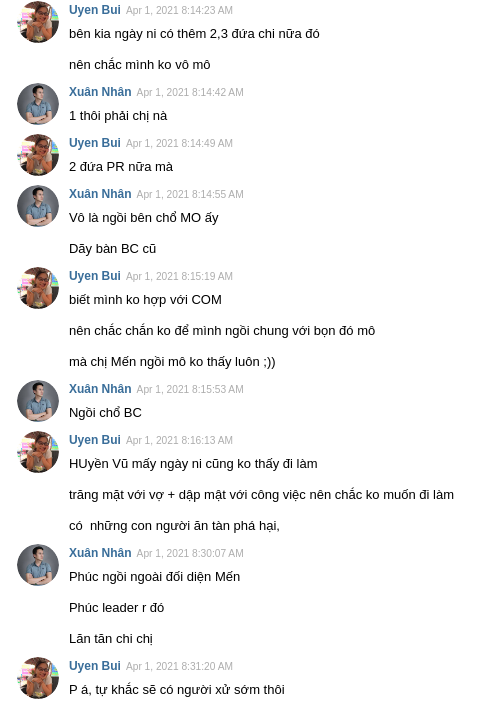 Uyen Bui Apr 1, 2021 8:14:23 AM
bên kia ngày ni có thêm 2,3 đứa chi nữa đó
nên chắc mình ko vô mô
Xuân Nhân Apr 1, 2021 8:14:42 AM
1 thôi phải chị nà
Uyen Bui Apr 1, 2021 8:14:49 AM
2 đứa PR nữa mà
Xuân Nhân Apr 1, 2021 8:14:55 AM
Vô là ngồi bên chổ MO ấy
Dãy bàn BC cũ
Uyen Bui Apr 1, 2021 8:15:19 AM
biết mình ko hợp với COM
nên chắc chắn ko để mình ngồi chung với bọn đó mô
mà chị Mến ngồi mô ko thấy luôn ;))
Xuân Nhân Apr 1, 2021 8:15:53 AM
Ngồi chổ BC
Uyen Bui Apr 1, 2021 8:16:13 AM
HUyền Vũ mấy ngày ni cũng ko thấy đi làm
trăng mặt với vợ + dập mật với công việc nên chắc ko muốn đi làm
có  những con người ăn tàn phá hại,
Xuân Nhân Apr 1, 2021 8:30:07 AM
Phúc ngồi ngoài đối diện Mến
Phúc leader r đó
Lăn tăn chi chị
Uyen Bui Apr 1, 2021 8:31:20 AM
P á, tự khắc sẽ có người xử sớm thôi